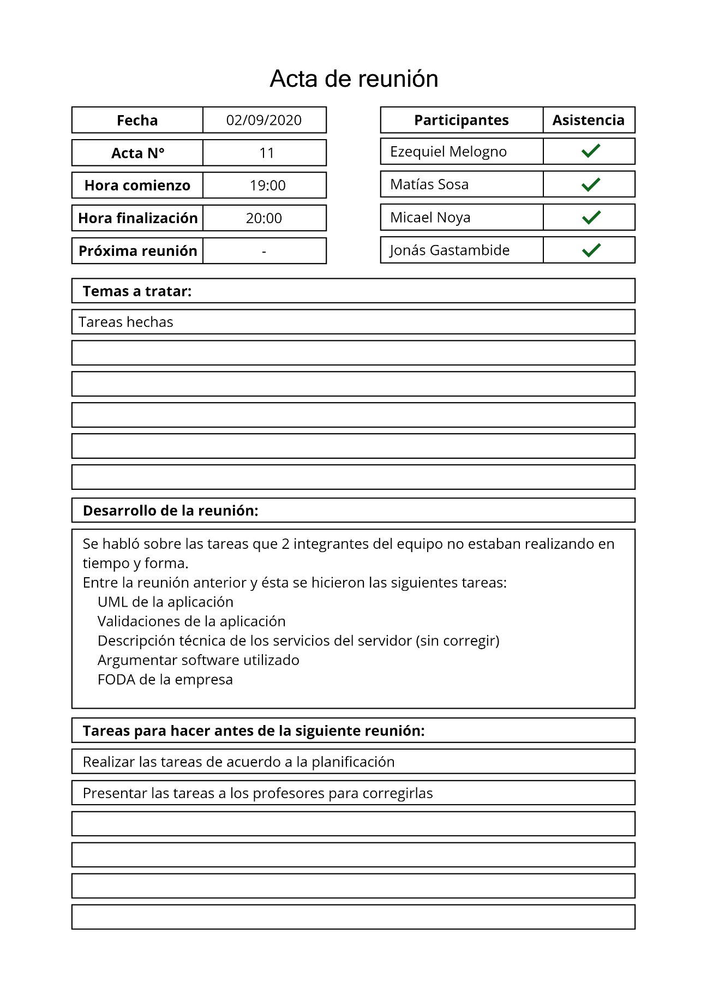 Acta de reunión
Fecha 02/09/2020
Acta N° 11
Hora comienzo 19:00
Hora finalización 20:00
Próxima reunión -
Participantes Asistencia
Ezequiel Melogno
Matías Sosa
Micael Noya
Jonás Gastambide
Temas a tratar:
Tareas hechas
Desarrollo de la reunión:
Se habló sobre las tareas que 2 integrantes del equipo no estaban realizando en
tiempo y forma.
Entre la reunión anterior y ésta se hicieron las siguientes tareas:
UML de la aplicación
Validaciones de la aplicación
Descripción técnica de los servicios del servidor (sin corregir)
Argumentar software utilizado
FODA de la empresa
Tareas para hacer antes de la siguiente reunión:
Realizar las tareas de acuerdo a la planificación
Presentar las tareas a los profesores para corregirlas